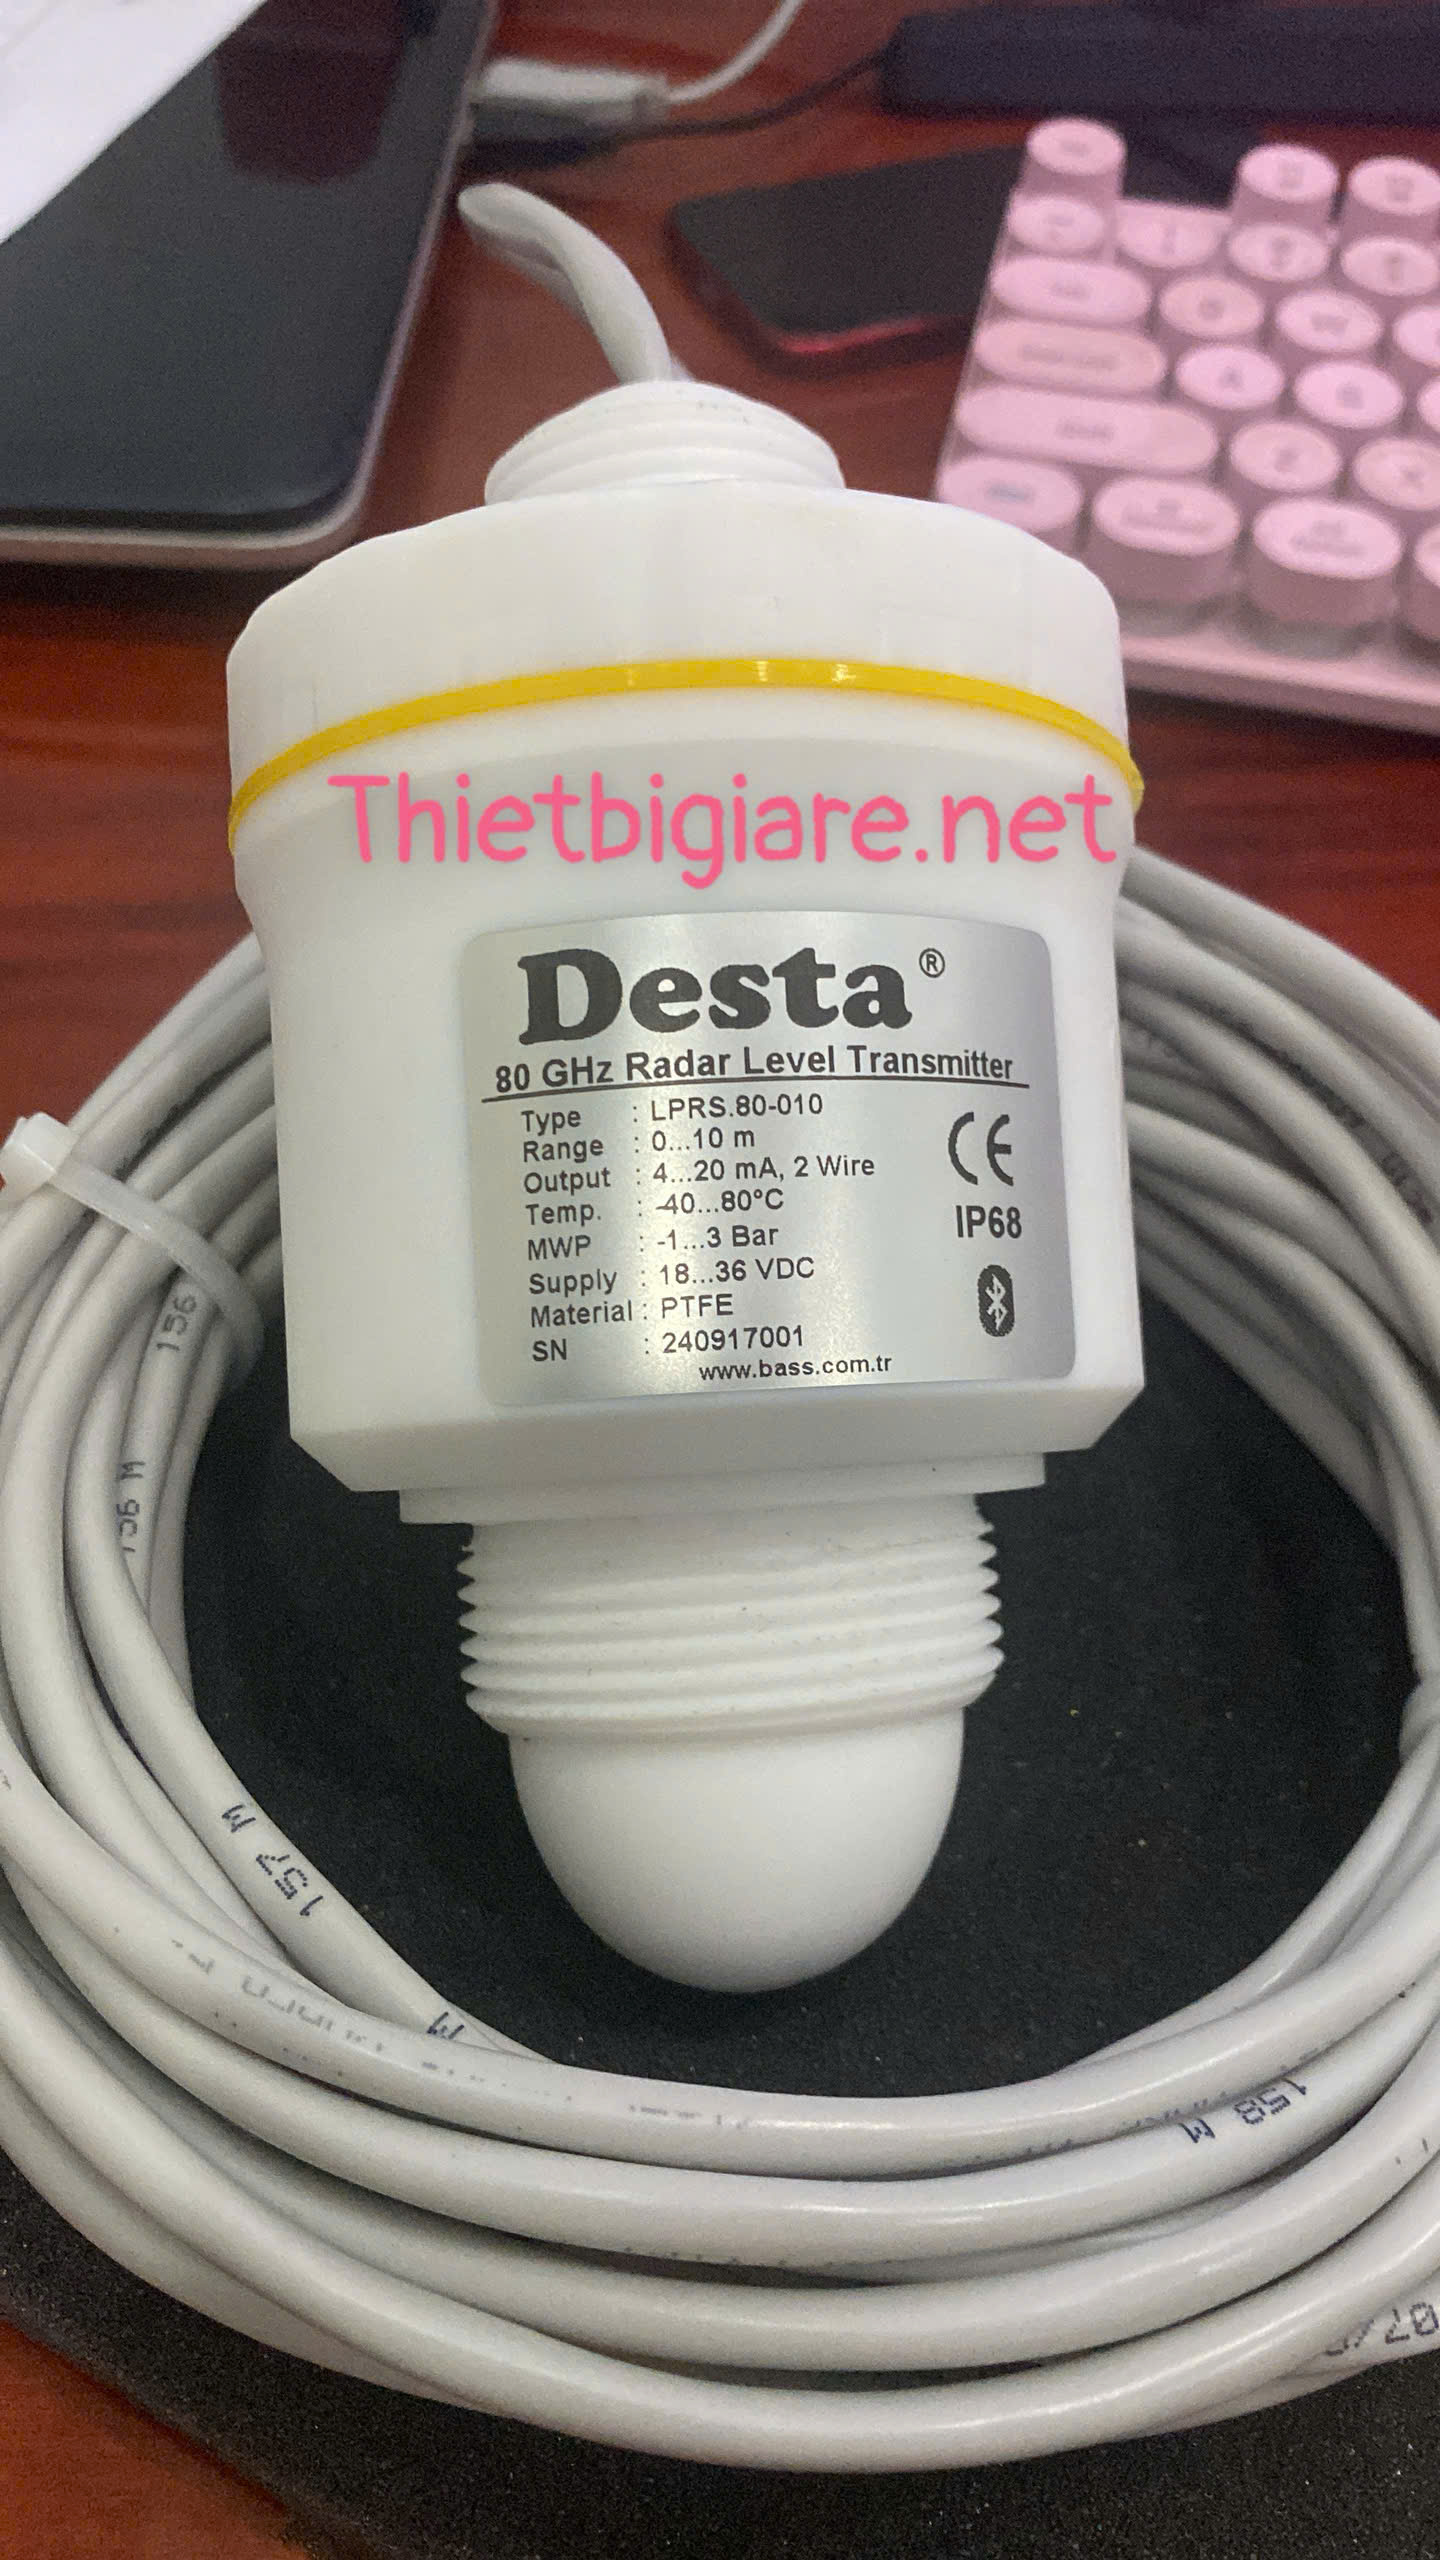 Thietbigiare.net
Desta®
80 GHz Radar Level Transmitter
Type : LPRS.80-010
Range : 0...10 m
Output : 4...20 mA, 2 Wire
Temp. : -40...80°C
MWP : -1...3 Bar
Supply : 18...36 VDC
Material : PTFE
SN : 240917001
www.bass.com.tr
CE
IP68
156
156 M
157 M
M
158 M